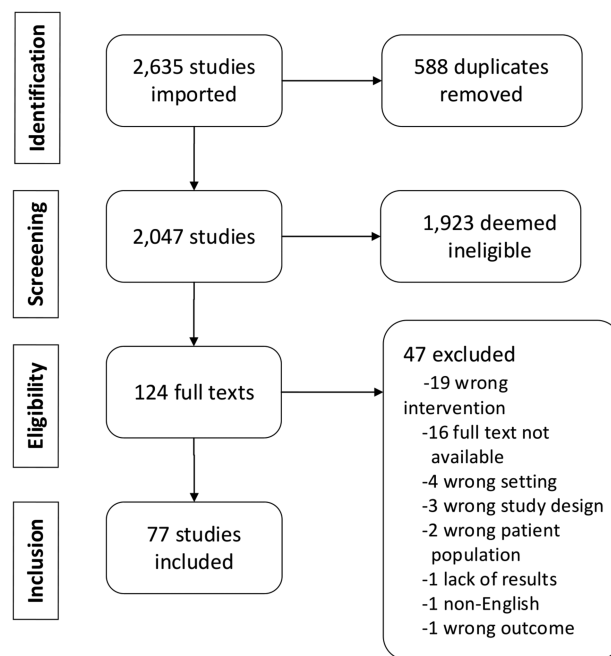 Identification
2,635 studies
imported
588 duplicates
removed
Screeening
2,047 studies
1,923 deemed
ineligible
Eligibility
124 full texts
47 excluded
-19 wrong
intervention
-16 full text not
available
-4 wrong setting
-3 wrong study design
-2 wrong patient
population
-1 lack of results
-1 non-English
-1 wrong outcome
Inclusion
77 studies
included